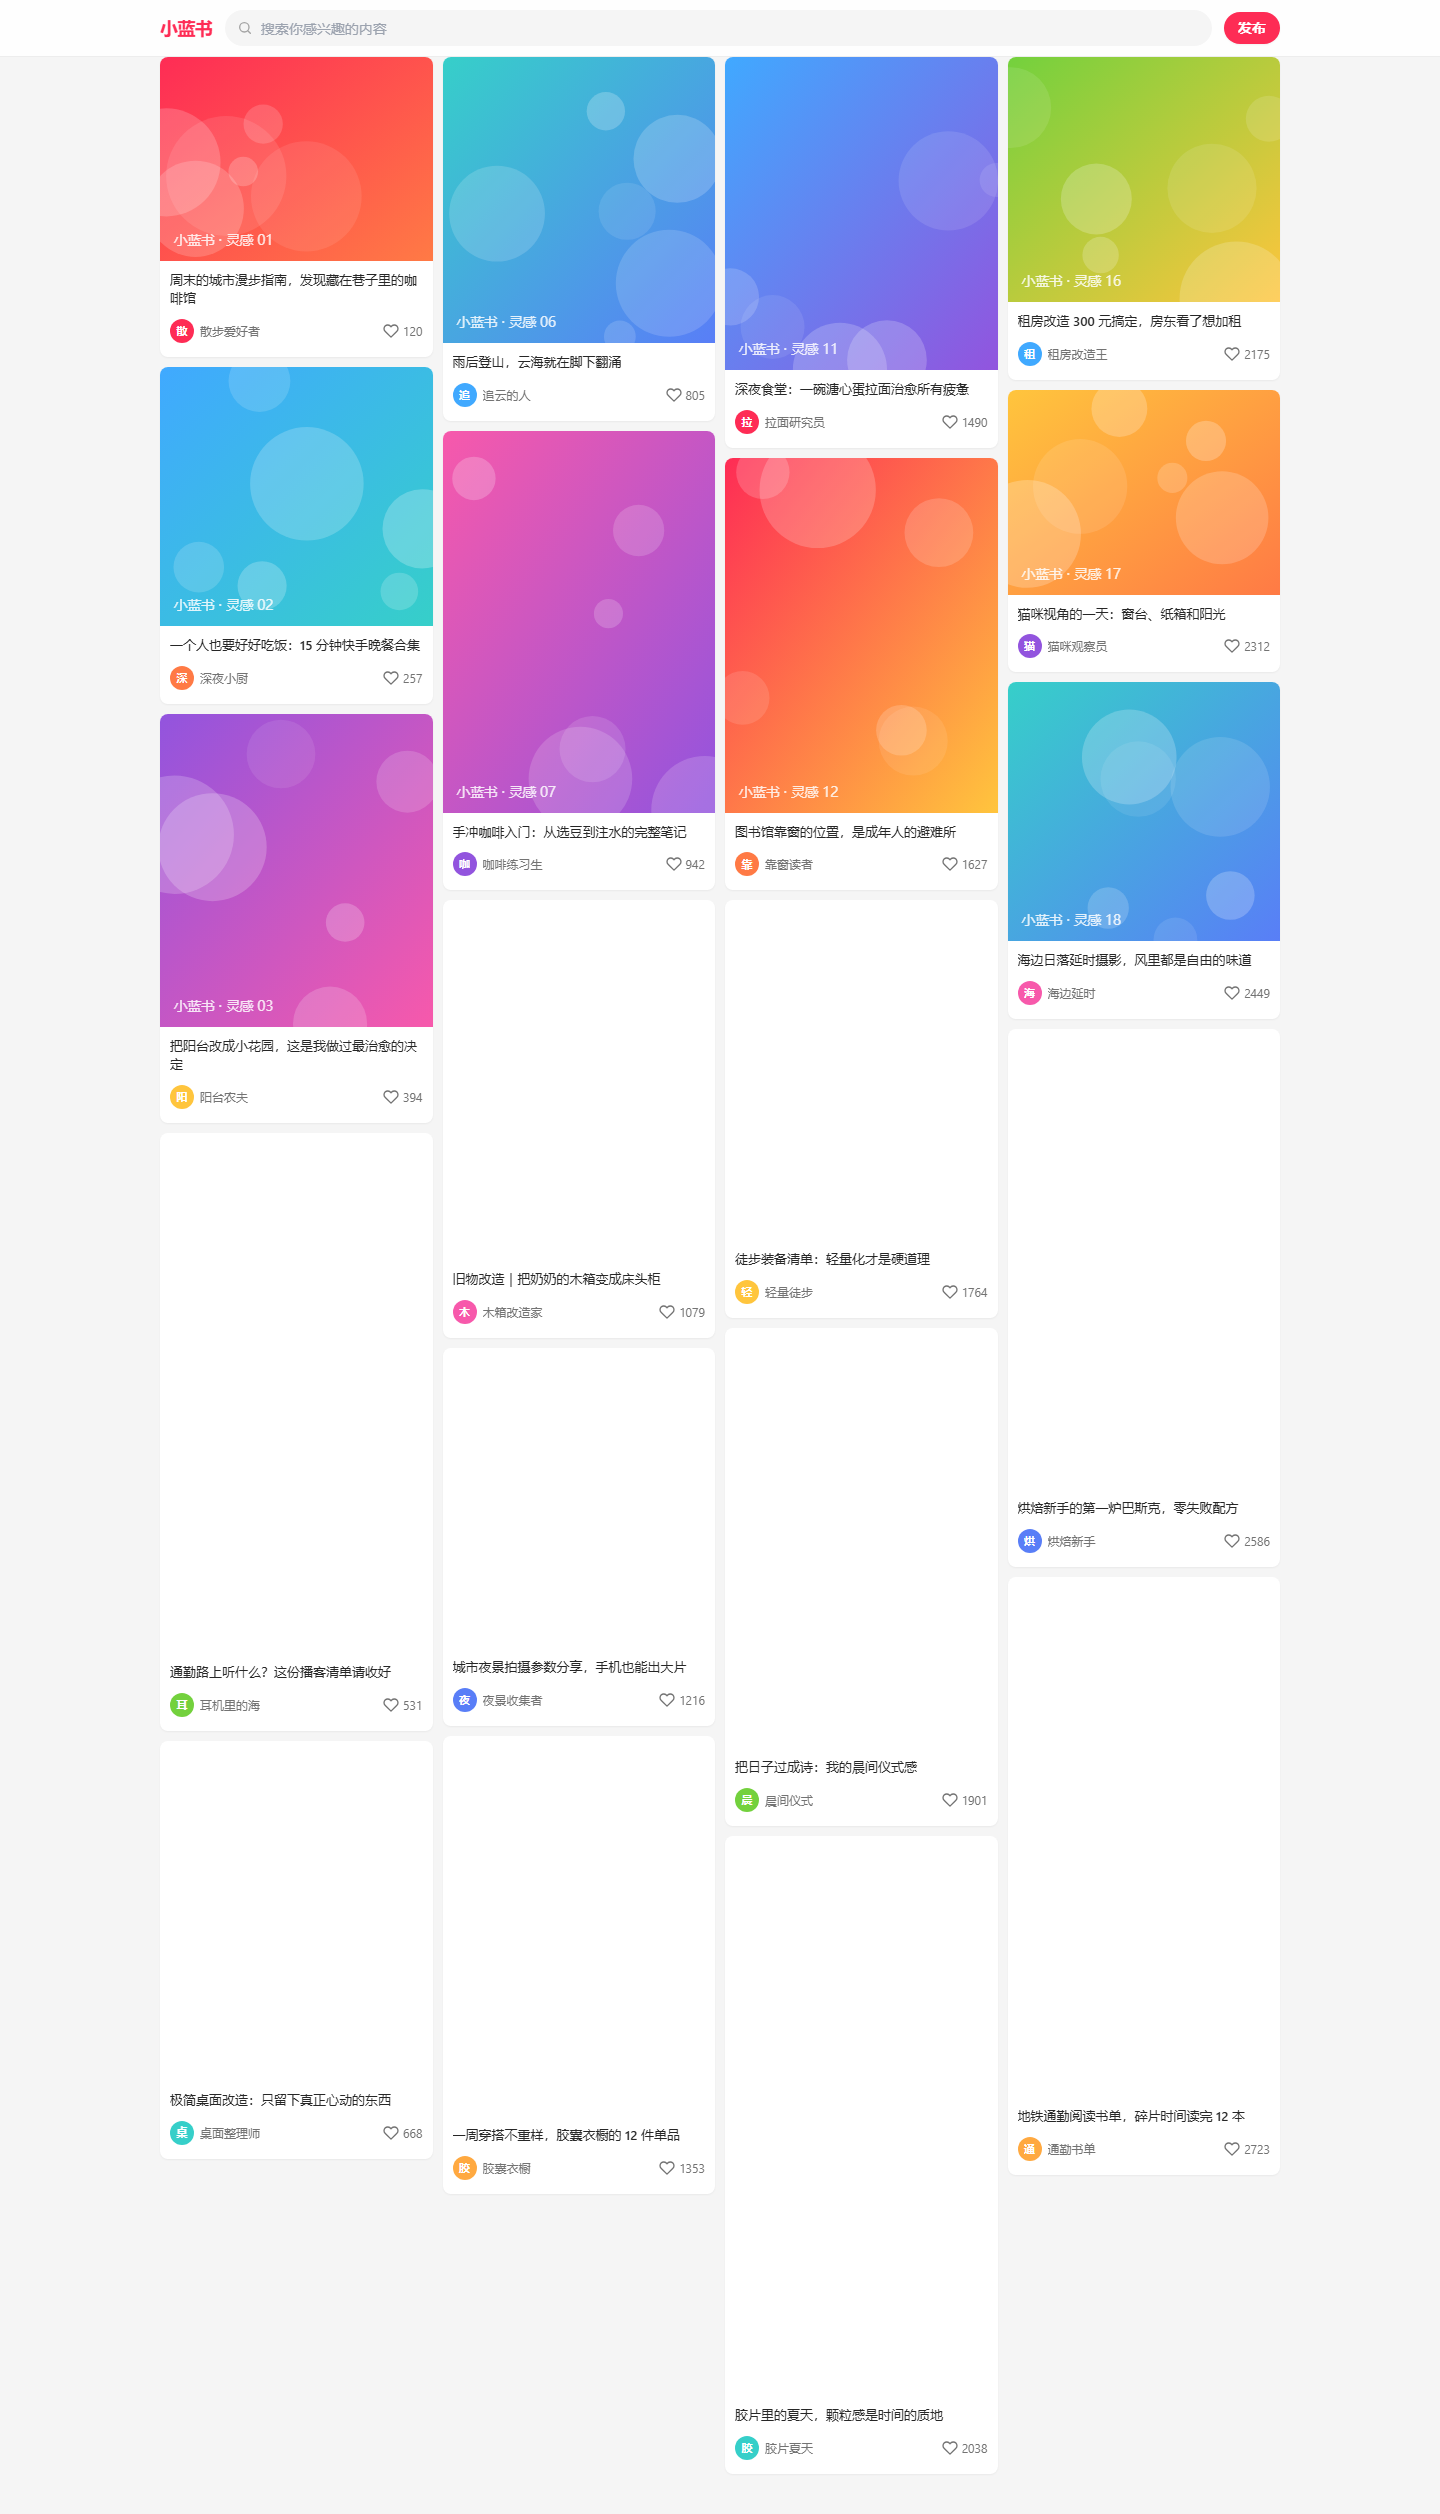 小蓝书
搜索你感兴趣的内容
发布
小蓝书 · 灵感 01
周末的城市漫步指南，发现藏在巷子里的咖
啡馆
散
散步爱好者
120
小蓝书 · 灵感 02
一个人也要好好吃饭：15 分钟快手晚餐合集
深
深夜小厨
257
小蓝书 · 灵感 03
把阳台改成小花园，这是我做过最治愈的决
定
阳
阳台农夫
394
通勤路上听什么？这份播客清单请收好
耳
耳机里的海
531
极简桌面改造：只留下真正心动的东西
桌
桌面整理师
668
小蓝书 · 灵感 06
雨后登山，云海就在脚下翻涌
追
追云的人
805
小蓝书 · 灵感 07
手冲咖啡入门：从选豆到注水的完整笔记
咖
咖啡练习生
942
旧物改造｜把奶奶的木箱变成床头柜
木
木箱改造家
1079
城市夜景拍摄参数分享，手机也能出大片
夜
夜景收集者
1216
一周穿搭不重样，胶囊衣橱的 12 件单品
胶
胶囊衣橱
1353
小蓝书 · 灵感 11
深夜食堂：一碗溏心蛋拉面治愈所有疲惫
拉
拉面研究员
1490
小蓝书 · 灵感 12
图书馆靠窗的位置，是成年人的避难所
靠
靠窗读者
1627
徒步装备清单：轻量化才是硬道理
轻
轻量徒步
1764
把日子过成诗：我的晨间仪式感
晨
晨间仪式
1901
胶片里的夏天，颗粒感是时间的质地
胶
胶片夏天
2038
小蓝书 · 灵感 16
租房改造 300 元搞定，房东看了想加租
租
租房改造王
2175
小蓝书 · 灵感 17
猫咪视角的一天：窗台、纸箱和阳光
猫
猫咪观察员
2312
小蓝书 · 灵感 18
海边日落延时摄影，风里都是自由的味道
海
海边延时
2449
烘焙新手的第一炉巴斯克，零失败配方
烘
烘焙新手
2586
地铁通勤阅读书单，碎片时间读完 12 本
通
通勤书单
2723